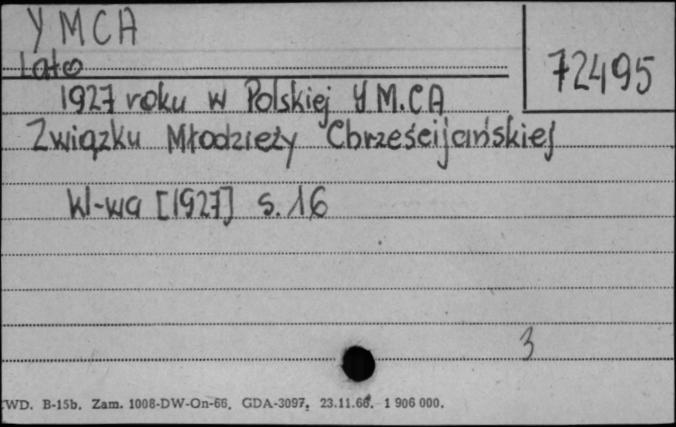 YMCA
72495
Lato
1927 roku w Polskiej Y M.CA
Związku Młodzieży Chrześcijańskiej
W-wa [1927] s. 16
3
WD. B-15b. Zam. 1008-DW-On-66. GDA-3097, 23.11.66. 1 906 000.